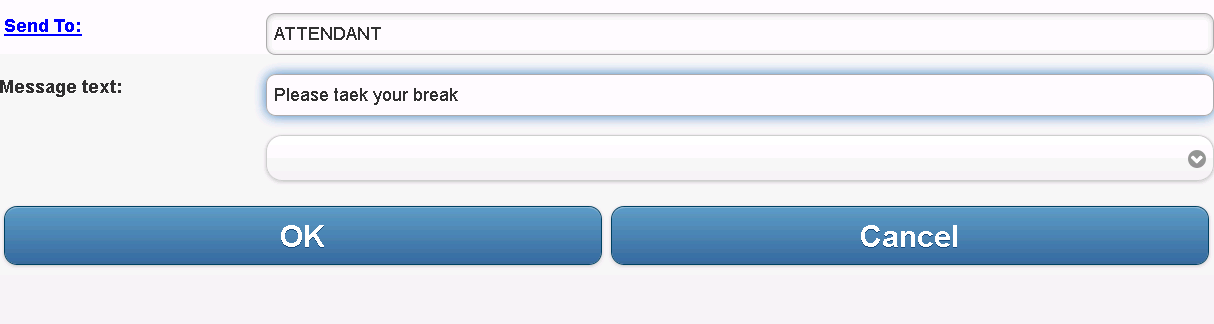 Send To:
ATTENDANT
Message text:
Please taek your break
OK
Cancel